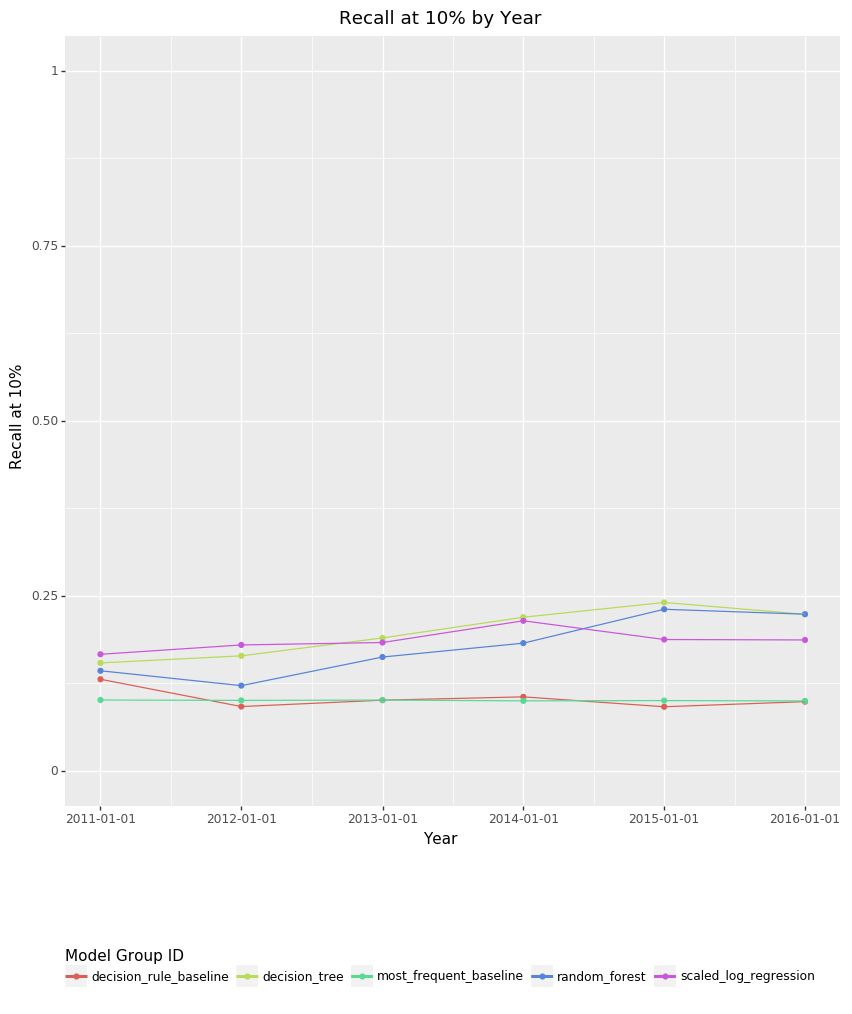 Recall at 10% by Year
1
0.75
0.50
0.25
0
Recall at 10%
2011-01-01 2012-01-01 2013-01-01 2014-01-01 2015-01-01 2016-01-01
Year
Model Group ID
decision_rule_baseline decision_tree most_frequent_baseline random_forest scaled_log_regression